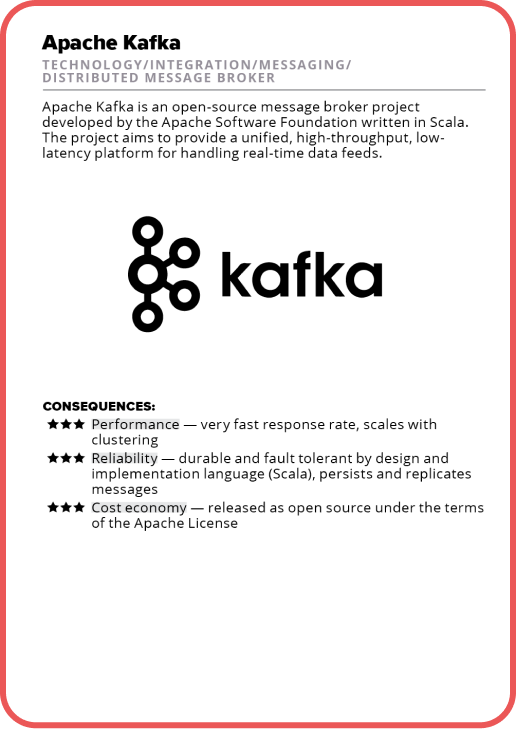 Apache Kafka
TECHNOLOGY/INTEGRATION/MESSAGING/
DISTRIBUTED MESSAGE BROKER
Apache Kafka is an open-source message broker project
developed by the Apache Software Foundation written in Scala.
The project aims to provide a unified, high-throughput, low-
latency platform for handling real-time data feeds.
kafka
CONSEQUENCES:
★★★ Performance — very fast response rate, scales with
clustering
★★★ Reliability — durable and fault tolerant by design and
implementation language (Scala), persists and replicates
messages
★★★ Cost economy — released as open source under the terms
of the Apache License